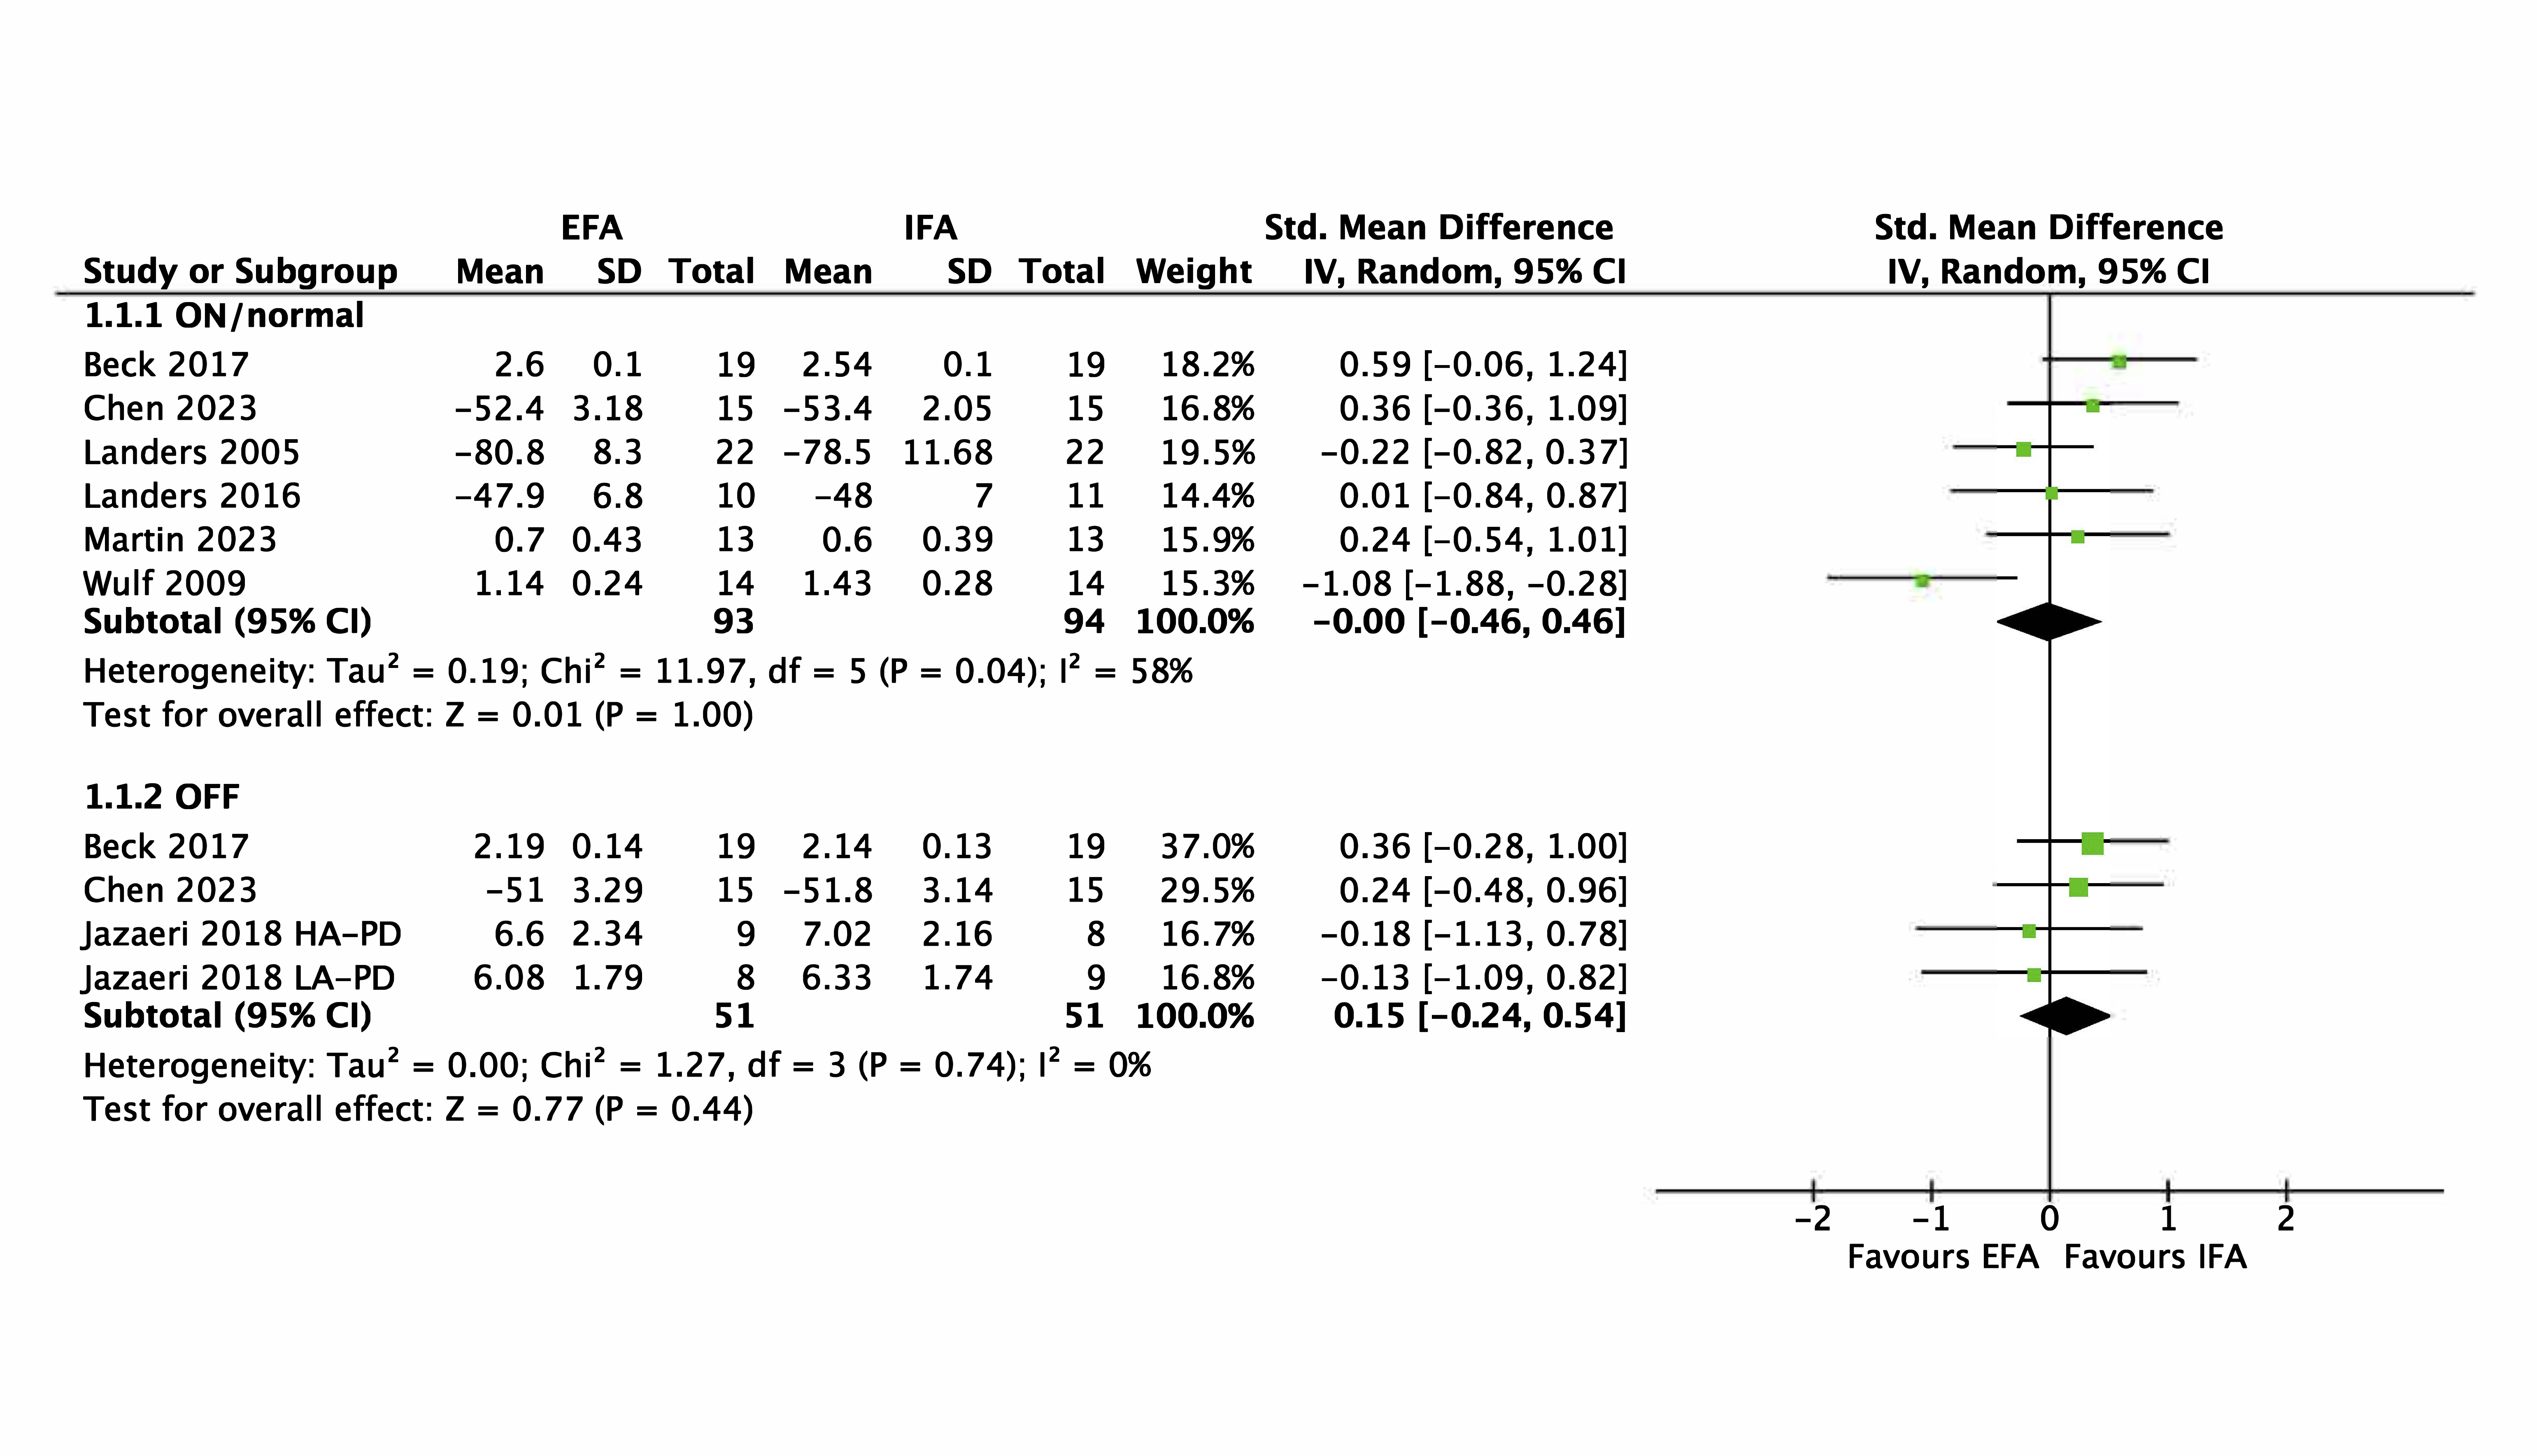 EFA IFA Std. Mean Difference Std. Mean Difference
Study or Subgroup Mean SD Total Mean SD Total Weight IV, Random, 95% CI IV, Random, 95% CI
1.1.1 ON/normal
Beck 2017 2.6 0.1 19 2.54 0.1 19 18.2% 0.59 [−0.06, 1.24]
Chen 2023 −52.4 3.18 15 −53.4 2.05 15 16.8% 0.36 [−0.36, 1.09]
Landers 2005 −80.8 8.3 22 −78.5 11.68 22 19.5% −0.22 [−0.82, 0.37]
Landers 2016 −47.9 6.8 10 −48 7 11 14.4% 0.01 [−0.84, 0.87]
Martin 2023 0.7 0.43 13 0.6 0.39 13 15.9% 0.24 [−0.54, 1.01]
Wulf 2009 1.14 0.24 14 1.43 0.28 14 15.3% −1.08 [−1.88, −0.28]
Subtotal (95% CI) 93 94 100.0% −0.00 [−0.46, 0.46]
Heterogeneity: Tau² = 0.19; Chi² = 11.97, df = 5 (P = 0.04); I² = 58%
Test for overall effect: Z = 0.01 (P = 1.00)
1.1.2 OFF
Beck 2017 2.19 0.14 19 2.14 0.13 19 37.0% 0.36 [−0.28, 1.00]
Chen 2023 −51 3.29 15 −51.8 3.14 15 29.5% 0.24 [−0.48, 0.96]
Jazaeri 2018 HA−PD 6.6 2.34 9 7.02 2.16 8 16.7% −0.18 [−1.13, 0.78]
Jazaeri 2018 LA−PD 6.08 1.79 8 6.33 1.74 9 16.8% −0.13 [−1.09, 0.82]
Subtotal (95% CI) 51 51 100.0% 0.15 [−0.24, 0.54]
Heterogeneity: Tau² = 0.00; Chi² = 1.27, df = 3 (P = 0.74); I² = 0%
Test for overall effect: Z = 0.77 (P = 0.44)
−2 −1 0 1 2
Favours EFA Favours IFA